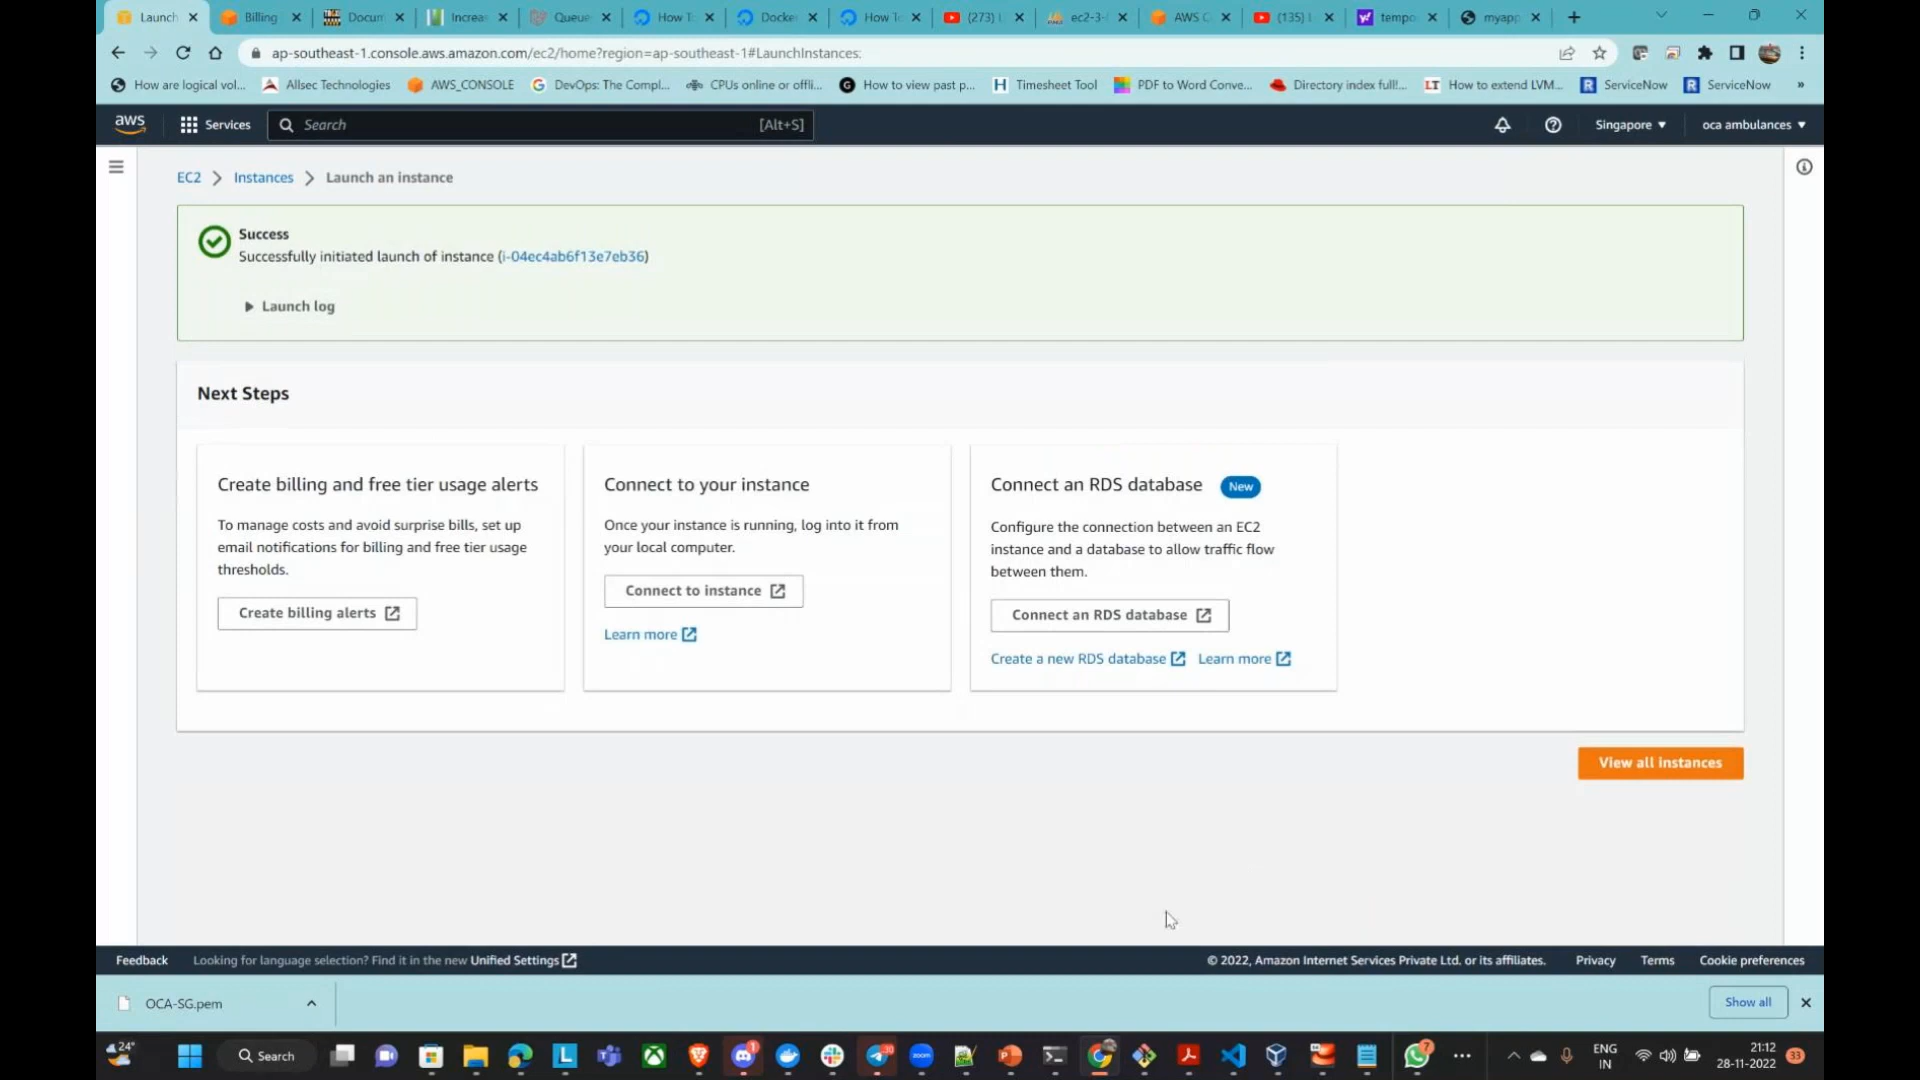 Launch
Billing
Docum
Increas
Queue
How T
Docke
How T
(273)
ec2-3-
AWS C
(135)
tempo
myapp
ap-southeast-1.console.aws.amazon.com/ec2/home?region=ap-southeast-1#LaunchInstances:
How are logical vol...
Allsec Technologies
AWS_CONSOLE
DevOps: The Compl...
CPUs online or offli...
How to view past p...
Timesheet Tool
PDF to Word Conve...
Directory index full!...
How to extend LVM...
ServiceNow
ServiceNow
»
aws
Services
Search
[Alt+S]
Singapore
oca ambulances
EC2
Instances
Launch an instance
Success
Successfully initiated launch of instance (i-04ec4ab6f13e7eb36)
Launch log
Next Steps
Create billing and free tier usage alerts
To manage costs and avoid surprise bills, set up
email notifications for billing and free tier usage
thresholds.
Create billing alerts
Connect to your instance
Once your instance is running, log into it from
your local computer.
Connect to instance
Learn more
Connect an RDS database New
Configure the connection between an EC2
instance and a database to allow traffic flow
between them.
Connect an RDS database
Create a new RDS database Learn more
View all instances
Feedback
Looking for language selection? Find it in the new Unified Settings
© 2022, Amazon Internet Services Private Ltd. or its affiliates.
Privacy
Terms
Cookie preferences
OCA-SG.pem
Show all
24°
Search
zoom
ENG
IN
21:12
28-11-2022
33